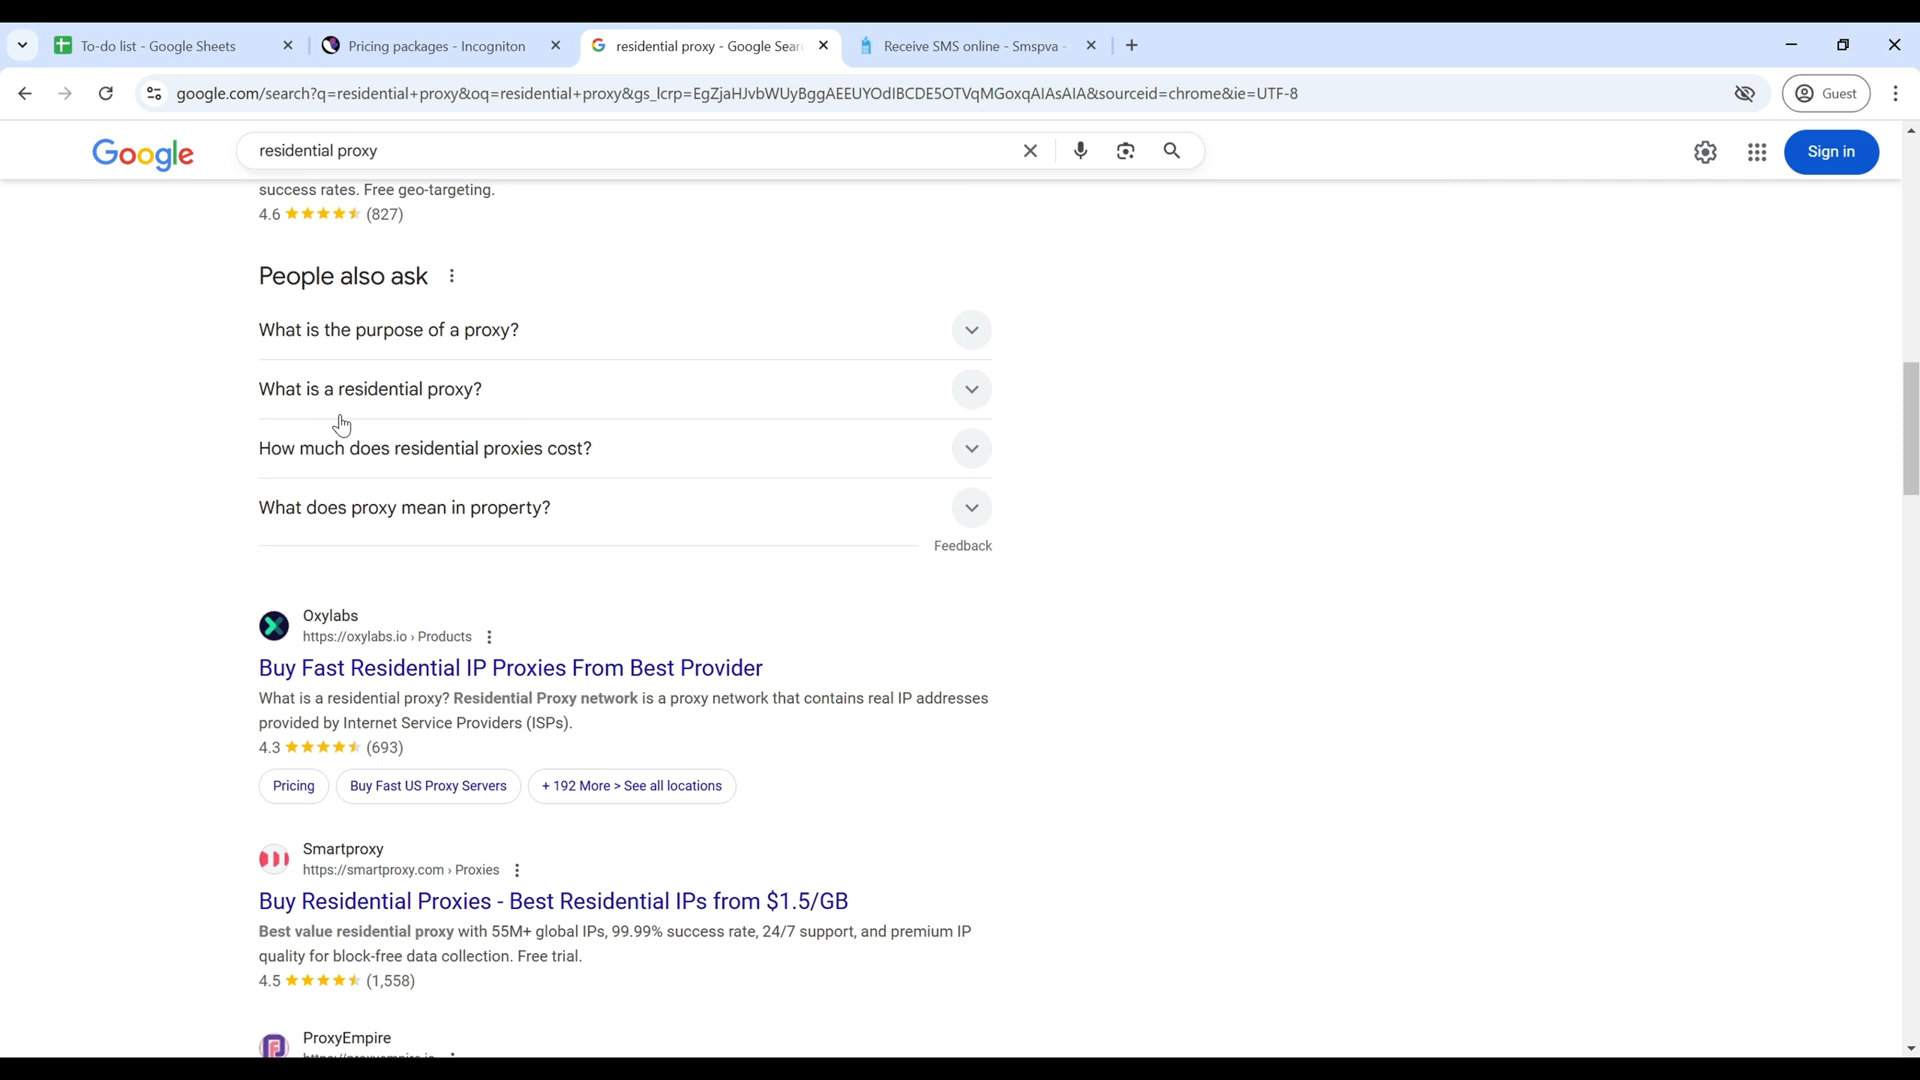 To-do list - Google Sheets
Pricing packages - Incogniton
residential proxy - Google Sear
Receive SMS online - Smspva -
google.com/search?q=residential+proxy&oq=residential+proxy&gs_lcrp=EgZjaHJvbWUyBggAEEUYOdIBCDE5OTVqMGoxqAIAsAIA&sourceid=chrome&ie=UTF-8
Guest
Google
residential proxy
Sign in
success rates. Free geo-targeting.
4.6 (827)
People also ask
What is the purpose of a proxy?
What is a residential proxy?
How much does residential proxies cost?
What does proxy mean in property?
Feedback
Oxylabs
https://oxylabs.io › Products
Buy Fast Residential IP Proxies From Best Provider
What is a residential proxy? Residential Proxy network is a proxy network that contains real IP addresses
provided by Internet Service Providers (ISPs).
4.3 (693)
Pricing
Buy Fast US Proxy Servers
+ 192 More > See all locations
Smartproxy
https://smartproxy.com › Proxies
Buy Residential Proxies - Best Residential IPs from $1.5/GB
Best value residential proxy with 55M+ global IPs, 99.99% success rate, 24/7 support, and premium IP
quality for block-free data collection. Free trial.
4.5 (1,558)
ProxyEmpire